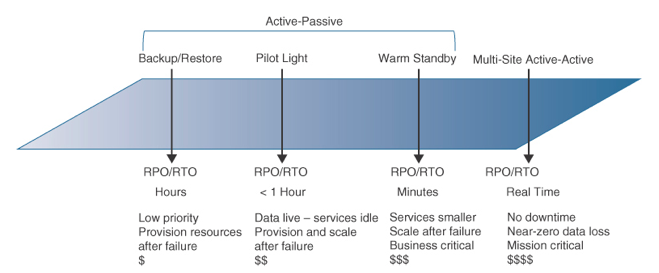 Active-Passive
Backup/Restore
Pilot Light
Warm Standby
Multi-Site Active-Active
RPO/RTO
Hours
Low priority
Provision resources
after failure
$
RPO/RTO
< 1 Hour
Data live – services idle
Provision and scale
after failure
$$
RPO/RTO
Minutes
Services smaller
Scale after failure
Business critical
$$$
RPO/RTO
Real Time
No downtime
Near-zero data loss
Mission critical
$$$$